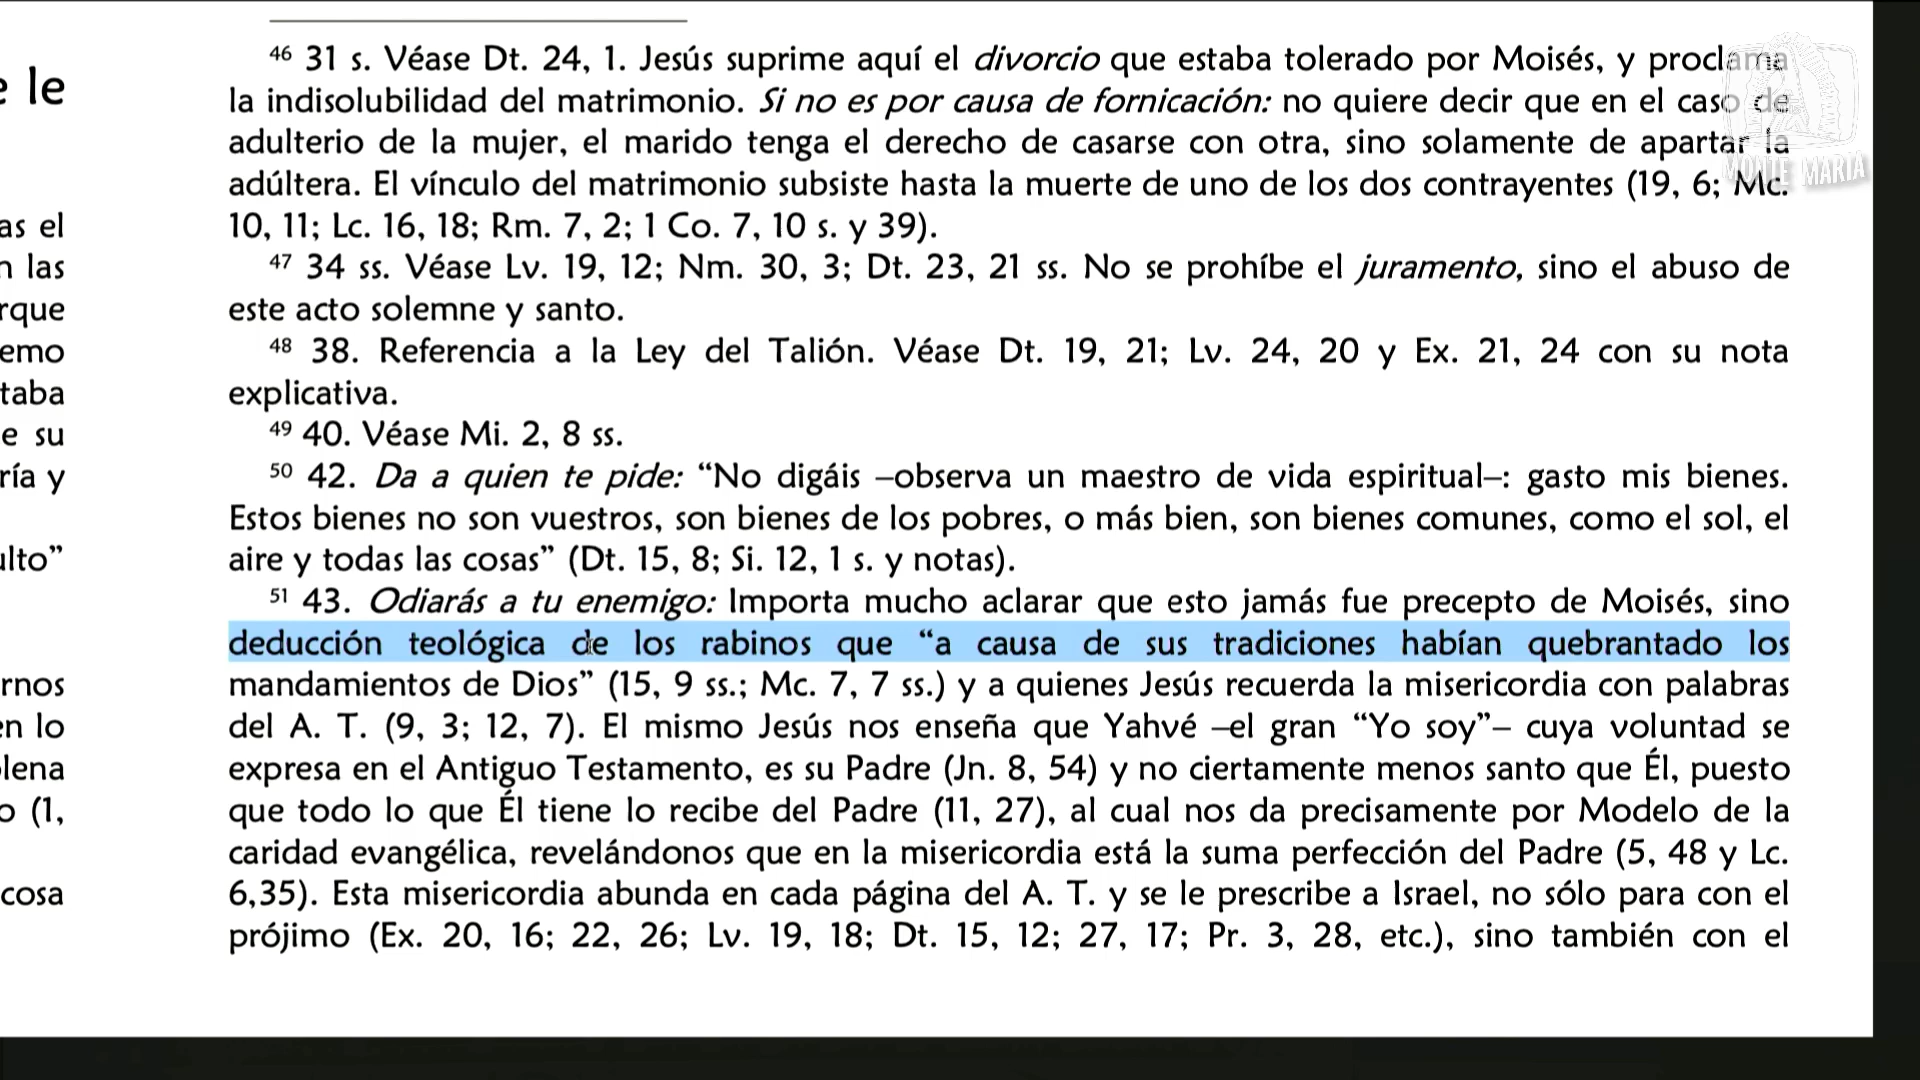 e le
as el
n las
rque
emo
taba
e su
ría y
ulto”
rnos
en lo
lena
o (1,
cosa
46 31 s. Véase Dt. 24, 1. Jesús suprime aquí el divorcio que estaba tolerado por Moisés, y proclama
la indisolubilidad del matrimonio. Si no es por causa de fornicación: no quiere decir que en el caso de
adulterio de la mujer, el marido tenga el derecho de casarse con otra, sino solamente de apartar la
adúltera. El vínculo del matrimonio subsiste hasta la muerte de uno de los dos contrayentes (19, 6; Mc.
10, 11; Lc. 16, 18; Rm. 7, 2; 1 Co. 7, 10 s. y 39).
47 34 ss. Véase Lv. 19, 12; Nm. 30, 3; Dt. 23, 21 ss. No se prohíbe el juramento, sino el abuso de
este acto solemne y santo.
48 38. Referencia a la Ley del Talión. Véase Dt. 19, 21; Lv. 24, 20 y Ex. 21, 24 con su nota
explicativa.
49 40. Véase Mi. 2, 8 ss.
50 42. Da a quien te pide: “No digáis –observa un maestro de vida espiritual–: gasto mis bienes.
Estos bienes no son vuestros, son bienes de los pobres, o más bien, son bienes comunes, como el sol, el
aire y todas las cosas” (Dt. 15, 8; Si. 12, 1 s. y notas).
51 43. Odiarás a tu enemigo: Importa mucho aclarar que esto jamás fue precepto de Moisés, sino
deducción teológica de los rabinos que “a causa de sus tradiciones habían quebrantado los
mandamientos de Dios” (15, 9 ss.; Mc. 7, 7 ss.) y a quienes Jesús recuerda la misericordia con palabras
del A. T. (9, 3; 12, 7). El mismo Jesús nos enseña que Yahvé –el gran “Yo soy”– cuya voluntad se
expresa en el Antiguo Testamento, es su Padre (Jn. 8, 54) y no ciertamente menos santo que Él, puesto
que todo lo que Él tiene lo recibe del Padre (11, 27), al cual nos da precisamente por Modelo de la
caridad evangélica, revelándonos que en la misericordia está la suma perfección del Padre (5, 48 y Lc.
6,35). Esta misericordia abunda en cada página del A. T. y se le prescribe a Israel, no sólo para con el
prójimo (Ex. 20, 16; 22, 26; Lv. 19, 18; Dt. 15, 12; 27, 17; Pr. 3, 28, etc.), sino también con el
MONTE MARIA